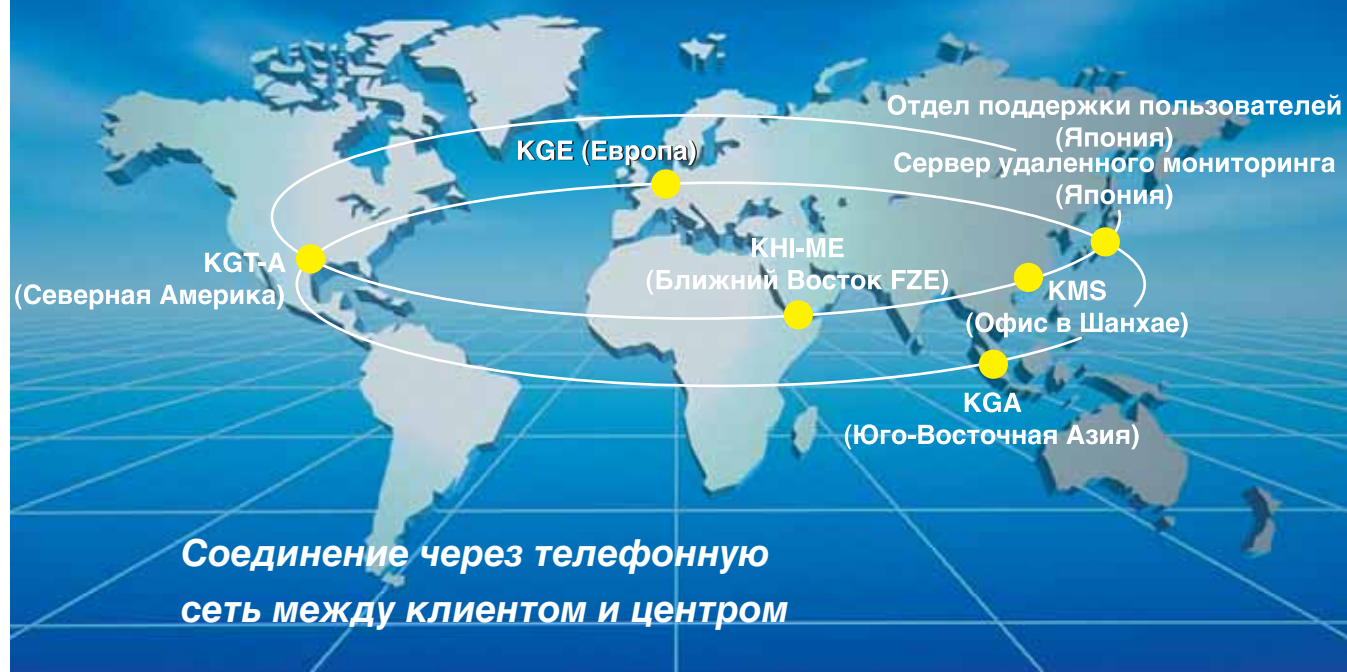 Отдел поддержки пользователей
(Япония)
Сервер удаленного мониторинга
(Япония)
KGE (Европа)
KHI-ME
(Ближний Восток FZE)
KGT-A
(Северная Америка)
KMS
(Офис в Шанхае)
KGA
(Юго-Восточная Азия)
Соединение через телефонную
сеть между клиентом и центром